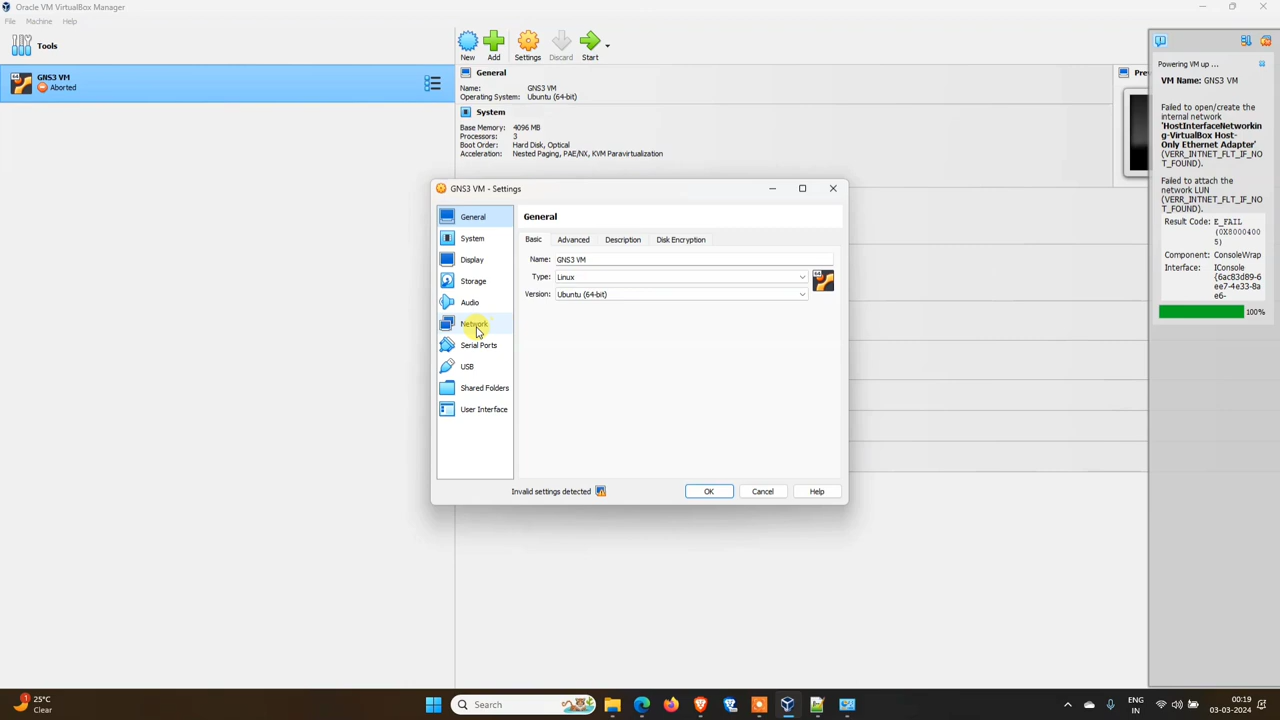 Oracle VM VirtualBox Manager
File Machine Help
Tools
GNS3 VM
Aborted
New Add Settings Discard Start
General
Name: GNS3 VM
Operating System: Ubuntu (64-bit)
System
Base Memory: 4096 MB
Processors: 3
Boot Order: Hard Disk, Optical
Acceleration: Nested Paging, PAE/NX, KVM Paravirtualization
Powering VM up ...
VM Name: GNS3 VM
Failed to open/create the
internal network
'HostInterfaceNetworkin
g-VirtualBox Host-
Only Ethernet Adapter'
(VERR_INTNET_FLT_IF_NO
T_FOUND).
Failed to attach the
network LUN
(VERR_INTNET_FLT_IF_NO
T_FOUND).
Result Code: E_FAIL
(0X8000400
5)
Component: ConsoleWrap
Interface: IConsole
{6ac83d89-6
ee7-4e33-8a
e6-
100%
GNS3 VM - Settings
General
System
Display
Storage
Audio
Network
Serial Ports
USB
Shared Folders
User Interface
General
Basic Advanced Description Disk Encryption
Name: GNS3 VM
Type: Linux
Version: Ubuntu (64-bit)
Invalid settings detected
OK Cancel Help
25°C
Clear
Search
ENG
IN
00:19
03-03-2024